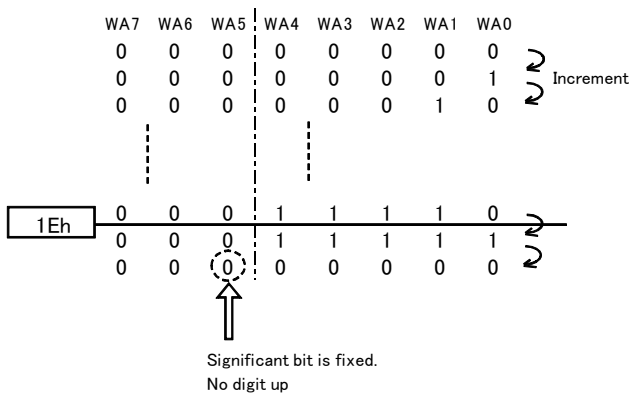 WA7 WA6 WA5 WA4 WA3 WA2 WA1 WA0
0 0 0 0 0 0 0 0
0 0 0 0 0 0 0 1
Increment
0 0 0 0 0 0 1 0
1Eh
0 0 0 1 1 1 1 0
0 0 0 1 1 1 1 1
0 0 0 0 0 0 0 0
Significant bit is fixed.
No digit up